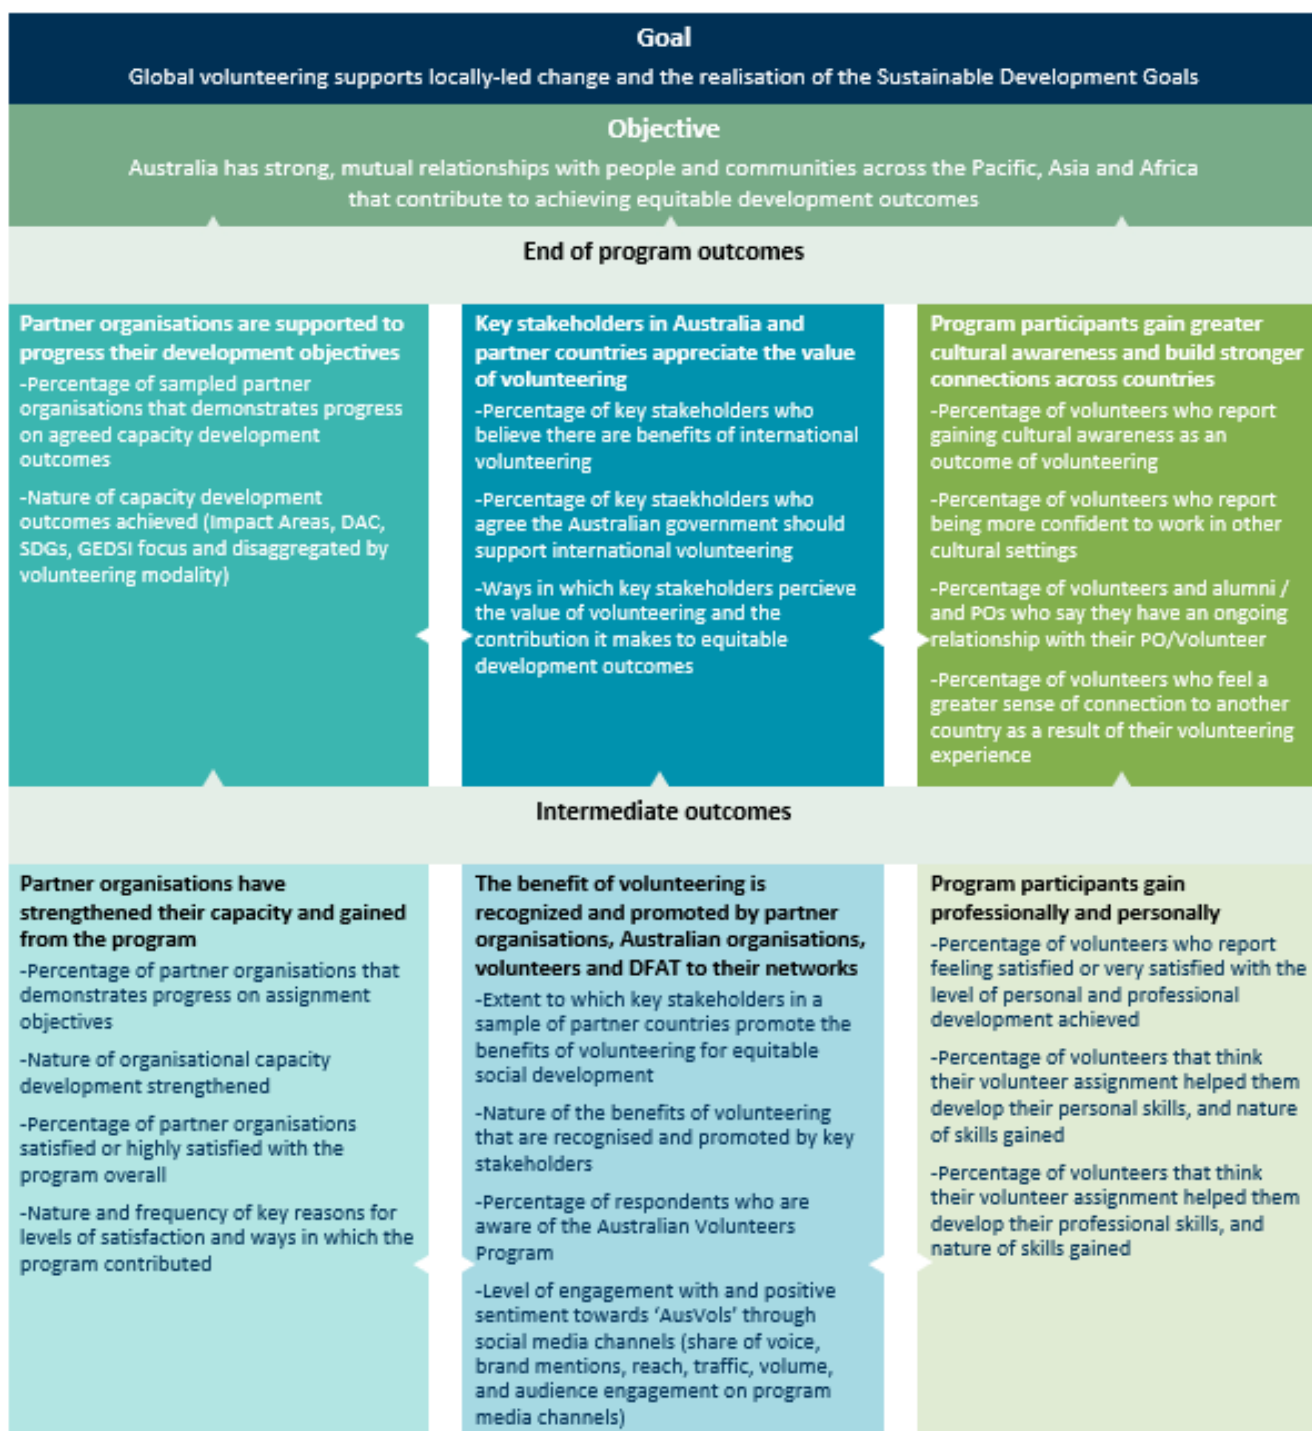 Goal
Global volunteering supports locally-led change and the realisation of the Sustainable Development Goals
Objective
Australia has strong, mutual relationships with people and communities across the Pacific, Asia and Africa
that contribute to achieving equitable development outcomes
End of program outcomes
Partner organisations are supported to
progress their development objectives
-Percentage of sampled partner
organisations that demonstrates progress
on agreed capacity development
outcomes
-Nature of capacity development
outcomes achieved (Impact Areas, DAC,
SDGs, GEDSI focus and disaggregated by
volunteering modality)
Key stakeholders in Australia and
partner countries appreciate the value
of volunteering
-Percentage of key stakeholders who
believe there are benefits of international
volunteering
-Percentage of key staekholders who
agree the Australian government should
support international volunteering
-Ways in which key stakeholders percieve
the value of volunteering and the
contribution it makes to equitable
development outcomes
Program participants gain greater
cultural awareness and build stronger
connections across countries
-Percentage of volunteers who report
gaining cultural awareness as an
outcome of volunteering
-Percentage of volunteers who report
being more confident to work in other
cultural settings
-Percentage of volunteers and alumni /
and POs who say they have an ongoing
relationship with their PO/Volunteer
-Percentage of volunteers who feel a
greater sense of connection to another
country as a result of their volunteering
experience
Intermediate outcomes
Partner organisations have
strengthened their capacity and gained
from the program
-Percentage of partner organisations that
demonstrates progress on assignment
objectives
-Nature of organisational capacity
development strengthened
-Percentage of partner organisations
satisfied or highly satisfied with the
program overall
-Nature and frequency of key reasons for
levels of satisfaction and ways in which the
program contributed
The benefit of volunteering is
recognized and promoted by partner
organisations, Australian organisations,
volunteers and DFAT to their networks
-Extent to which key stakeholders in a
sample of partner countries promote the
benefits of volunteering for equitable
social development
-Nature of the benefits of volunteering
that are recognised and promoted by key
stakeholders
-Percentage of respondents who are
aware of the Australian Volunteers
Program
-Level of engagement with and positive
sentiment towards ‘AusVols’ through
social media channels (share of voice,
brand mentions, reach, traffic, volume,
and audience engagement on program
media channels)
Program participants gain
professionally and personally
-Percentage of volunteers who report
feeling satisfied or very satisfied with the
level of personal and professional
development achieved
-Percentage of volunteers that think
their volunteer assignment helped them
develop their personal skills, and nature
of skills gained
-Percentage of volunteers that think
their volunteer assignment helped them
develop their professional skills, and
nature of skills gained